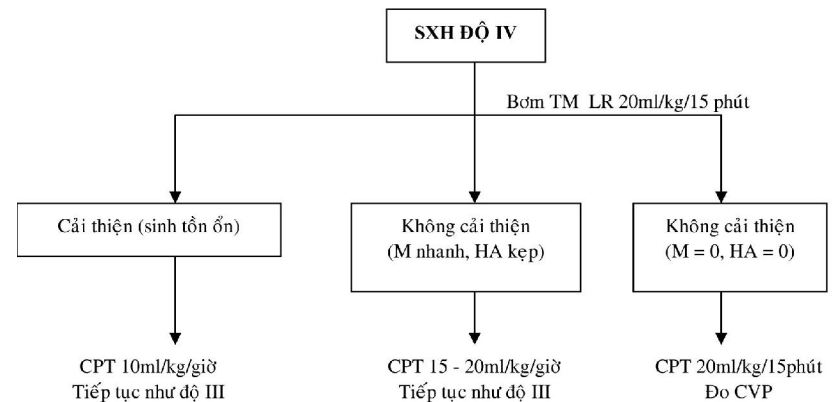 SXH ĐỘ IV
Bơm TM LR 20ml/kg/15 phút
Cải thiện (sinh tồn ổn)
Không cải thiện
(M nhanh, HA kẹp)
Không cải thiện
(M = 0, HA = 0)
CPT 10ml/kg/giờ
Tiếp tục như độ III
CPT 15 - 20ml/kg/giờ
Tiếp tục như độ III
CPT 20ml/kg/15phút
Đo CVP